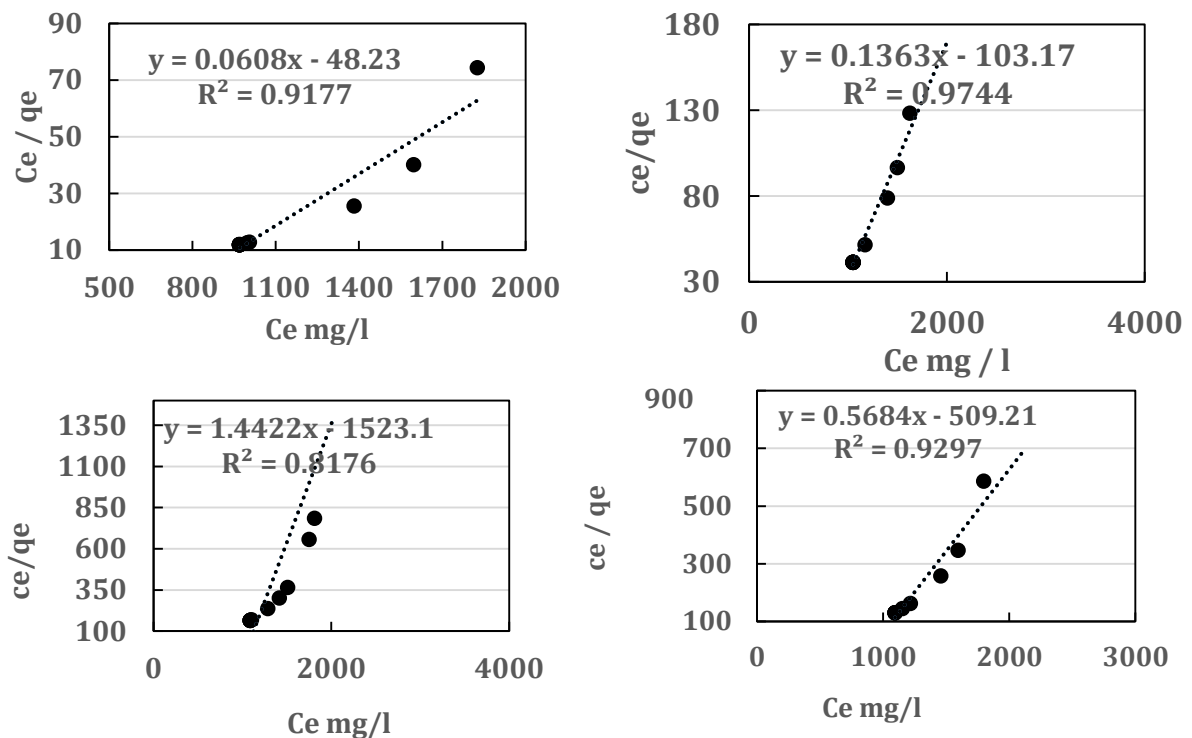 90
70
50
30
10
Ce / qe
y = 0.0608x - 48.23
R² = 0.9177
500 800 1100 1400 1700 2000
Ce mg/l
180
130
80
30
ce/qe
y = 0.1363x - 103.17
R² = 0.9744
0 2000 4000
Ce mg / l
1350
1100
850
600
350
100
ce/qe
y = 1.4422x - 1523.1
R² = 0.8176
0 2000 4000
Ce mg/l
900
700
500
300
100
ce / qe
y = 0.5684x - 509.21
R² = 0.9297
0 1000 2000 3000
Ce mg/l